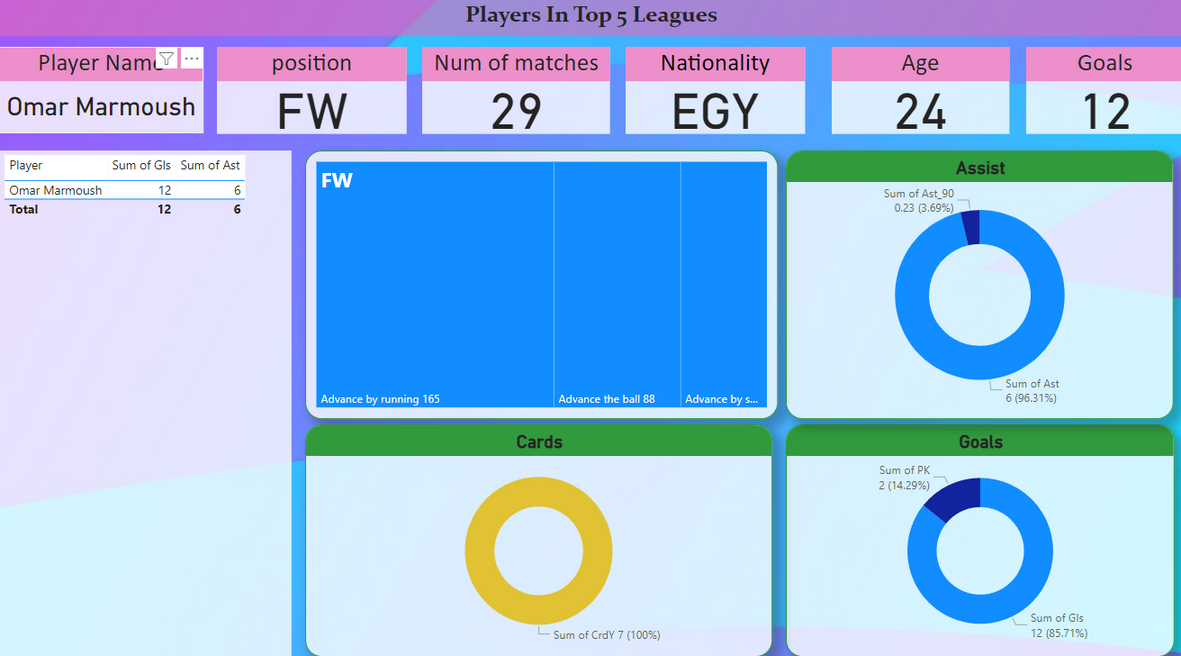 Players In Top 5 Leagues
Player Name
Omar Marmoush
position
FW
Num of matches
29
Nationality
EGY
Age
24
Goals
12
Player Sum of Gls Sum of Ast
Omar Marmoush 12 6
Total 12 6
FW
Advance by running 165
Advance the ball 88
Advance by s...
Assist
Sum of Ast_90
0.23 (3.69%)
Sum of Ast
6 (96.31%)
Cards
Sum of CrdY 7 (100%)
Goals
Sum of PK
2 (14.29%)
Sum of Gls
12 (85.71%)